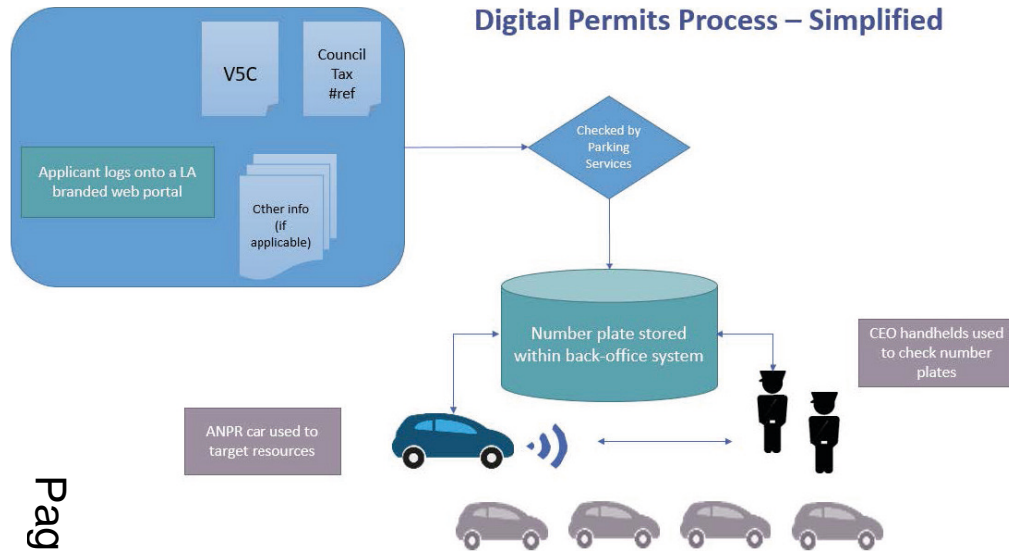 Digital Permits Process – Simplified
V5C
Council
Tax
#ref
Applicant logs onto a LA
branded web portal
Other info
(if
applicable)
Checked by
Parking
Services
Number plate stored
within back-office system
CEO handhelds used
to check number
plates
ANPR car used to
target resources
Pag